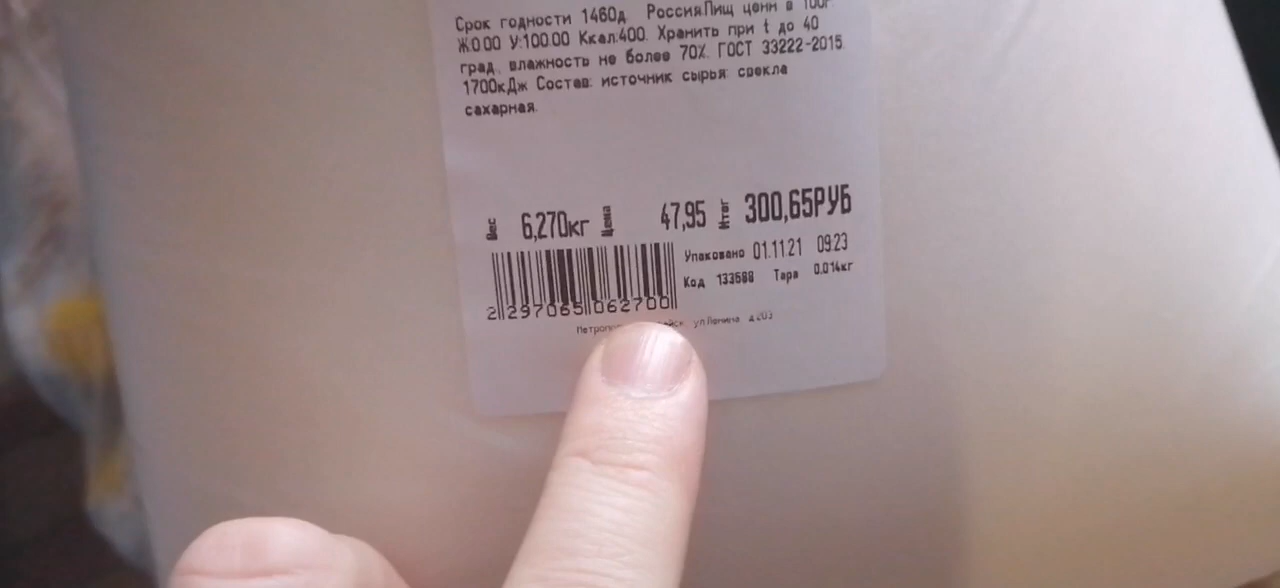 Срок годности 1460д. Россия.Пищ ценн в 100г
Ж:0.00 У:100.00 Ккал:400. Хранить при t до 40
град., влажность не более 70%. ГОСТ 33222-2015.
1700кДж Состав: источник сырья: свекла
сахарная.
Вес 6,270кг Цена 47,95 Итог 300,65РУБ
Упаковано 01.11.21 09:23
Код 133588 Тара 0.014кг
2297065062700
ул Ленина д 203